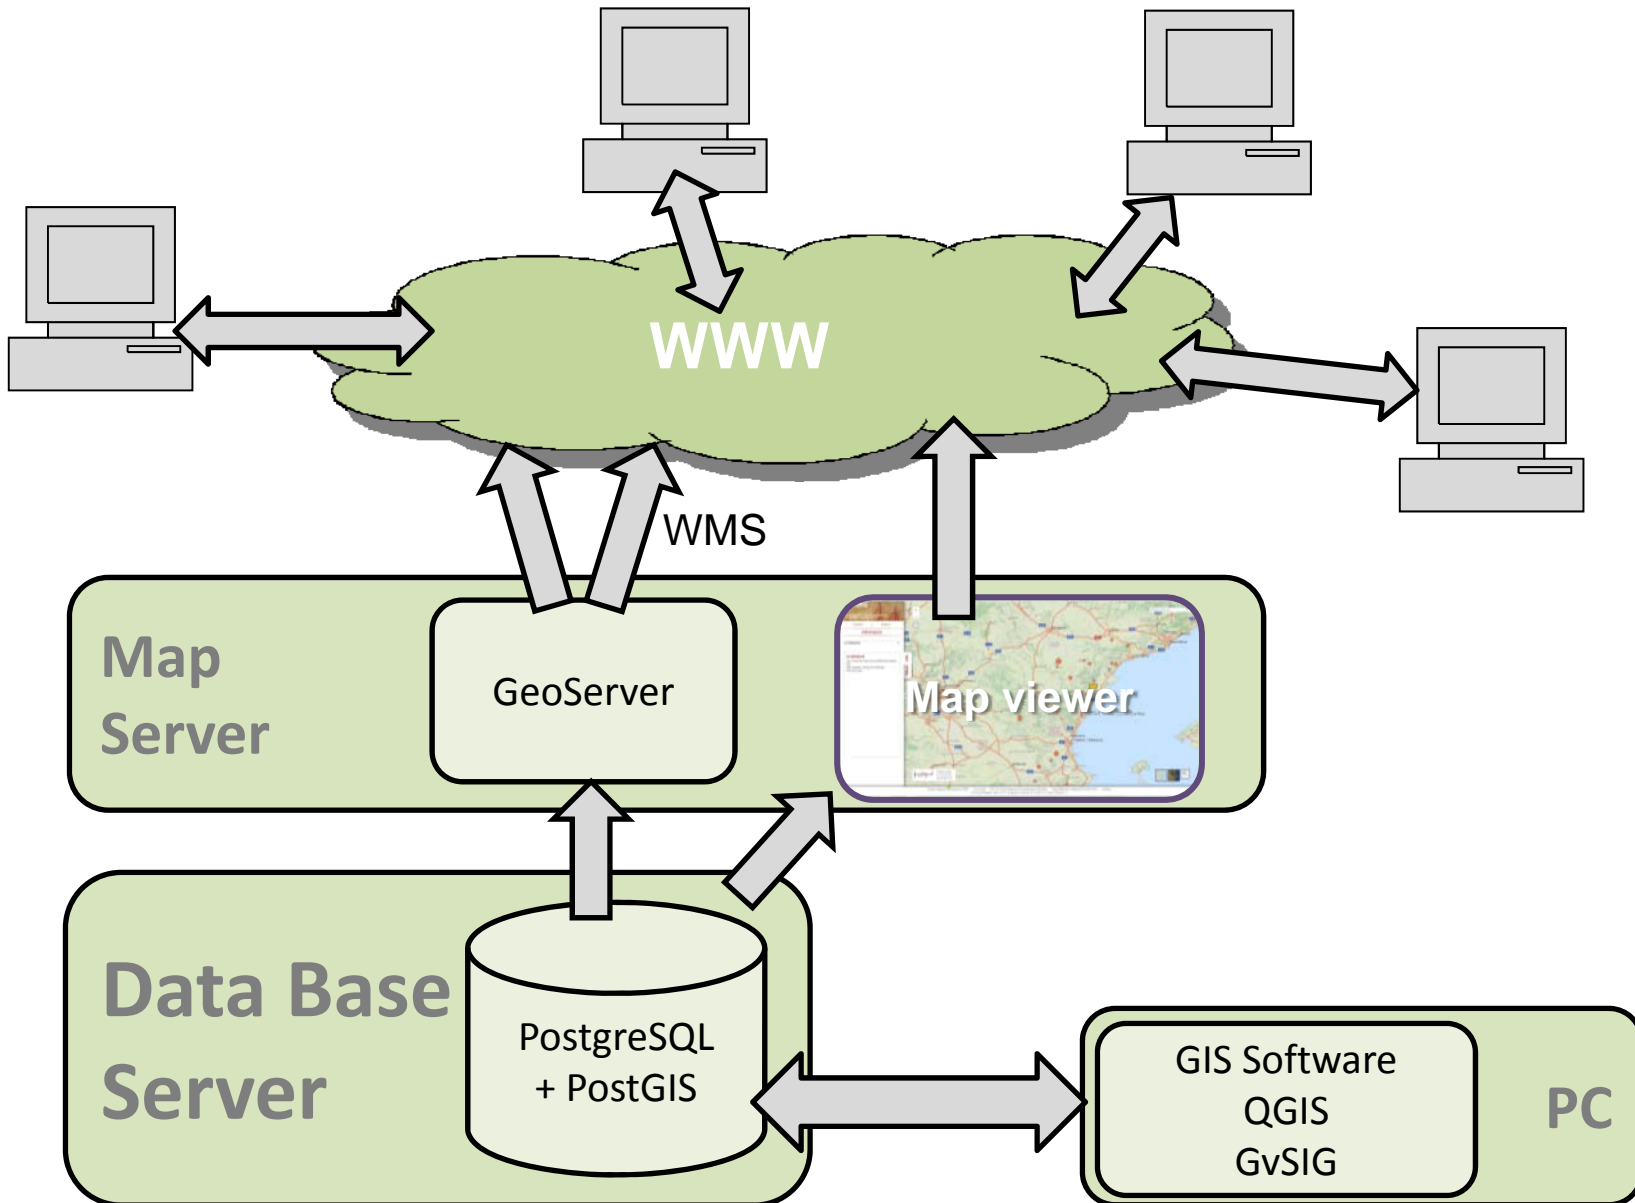 WWW
WMS
Map
Server
GeoServer
Map viewer
Data Base
Server
PostgreSQL
+ PostGIS
GIS Software
QGIS
GvSIG
PC